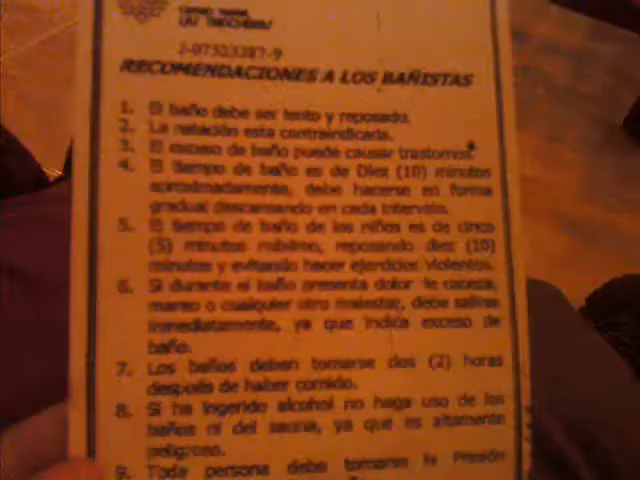 J-07523387-9
RECOMENDACIONES A LOS BAÑISTAS
1. El baño debe ser lento y reposado.
2. La natación esta contraindicada.
3. El exceso de baño puede causar trastornos.
4. El tiempo de baño es de Diez (10) minutos
aproximadamente, debe hacerse en forma
gradual descansando en cada intervalo.
5. El tiempo de baño de los niños es de cinco
(5) minutos máximo, reposando diez (10)
minutos y evitando hacer ejercicios violentos.
6. Si durante el baño presenta dolor de cabeza,
mareo o cualquier otro malestar, debe salirse
inmediatamente, ya que indica exceso de
baño.
7. Los baños deben tomarse dos (2) horas
después de haber comido.
8. Si ha ingerido alcohol no haga uso de los
baños ni del sauna, ya que es altamente
peligroso.
9. Toda persona debe tomarse la Presión